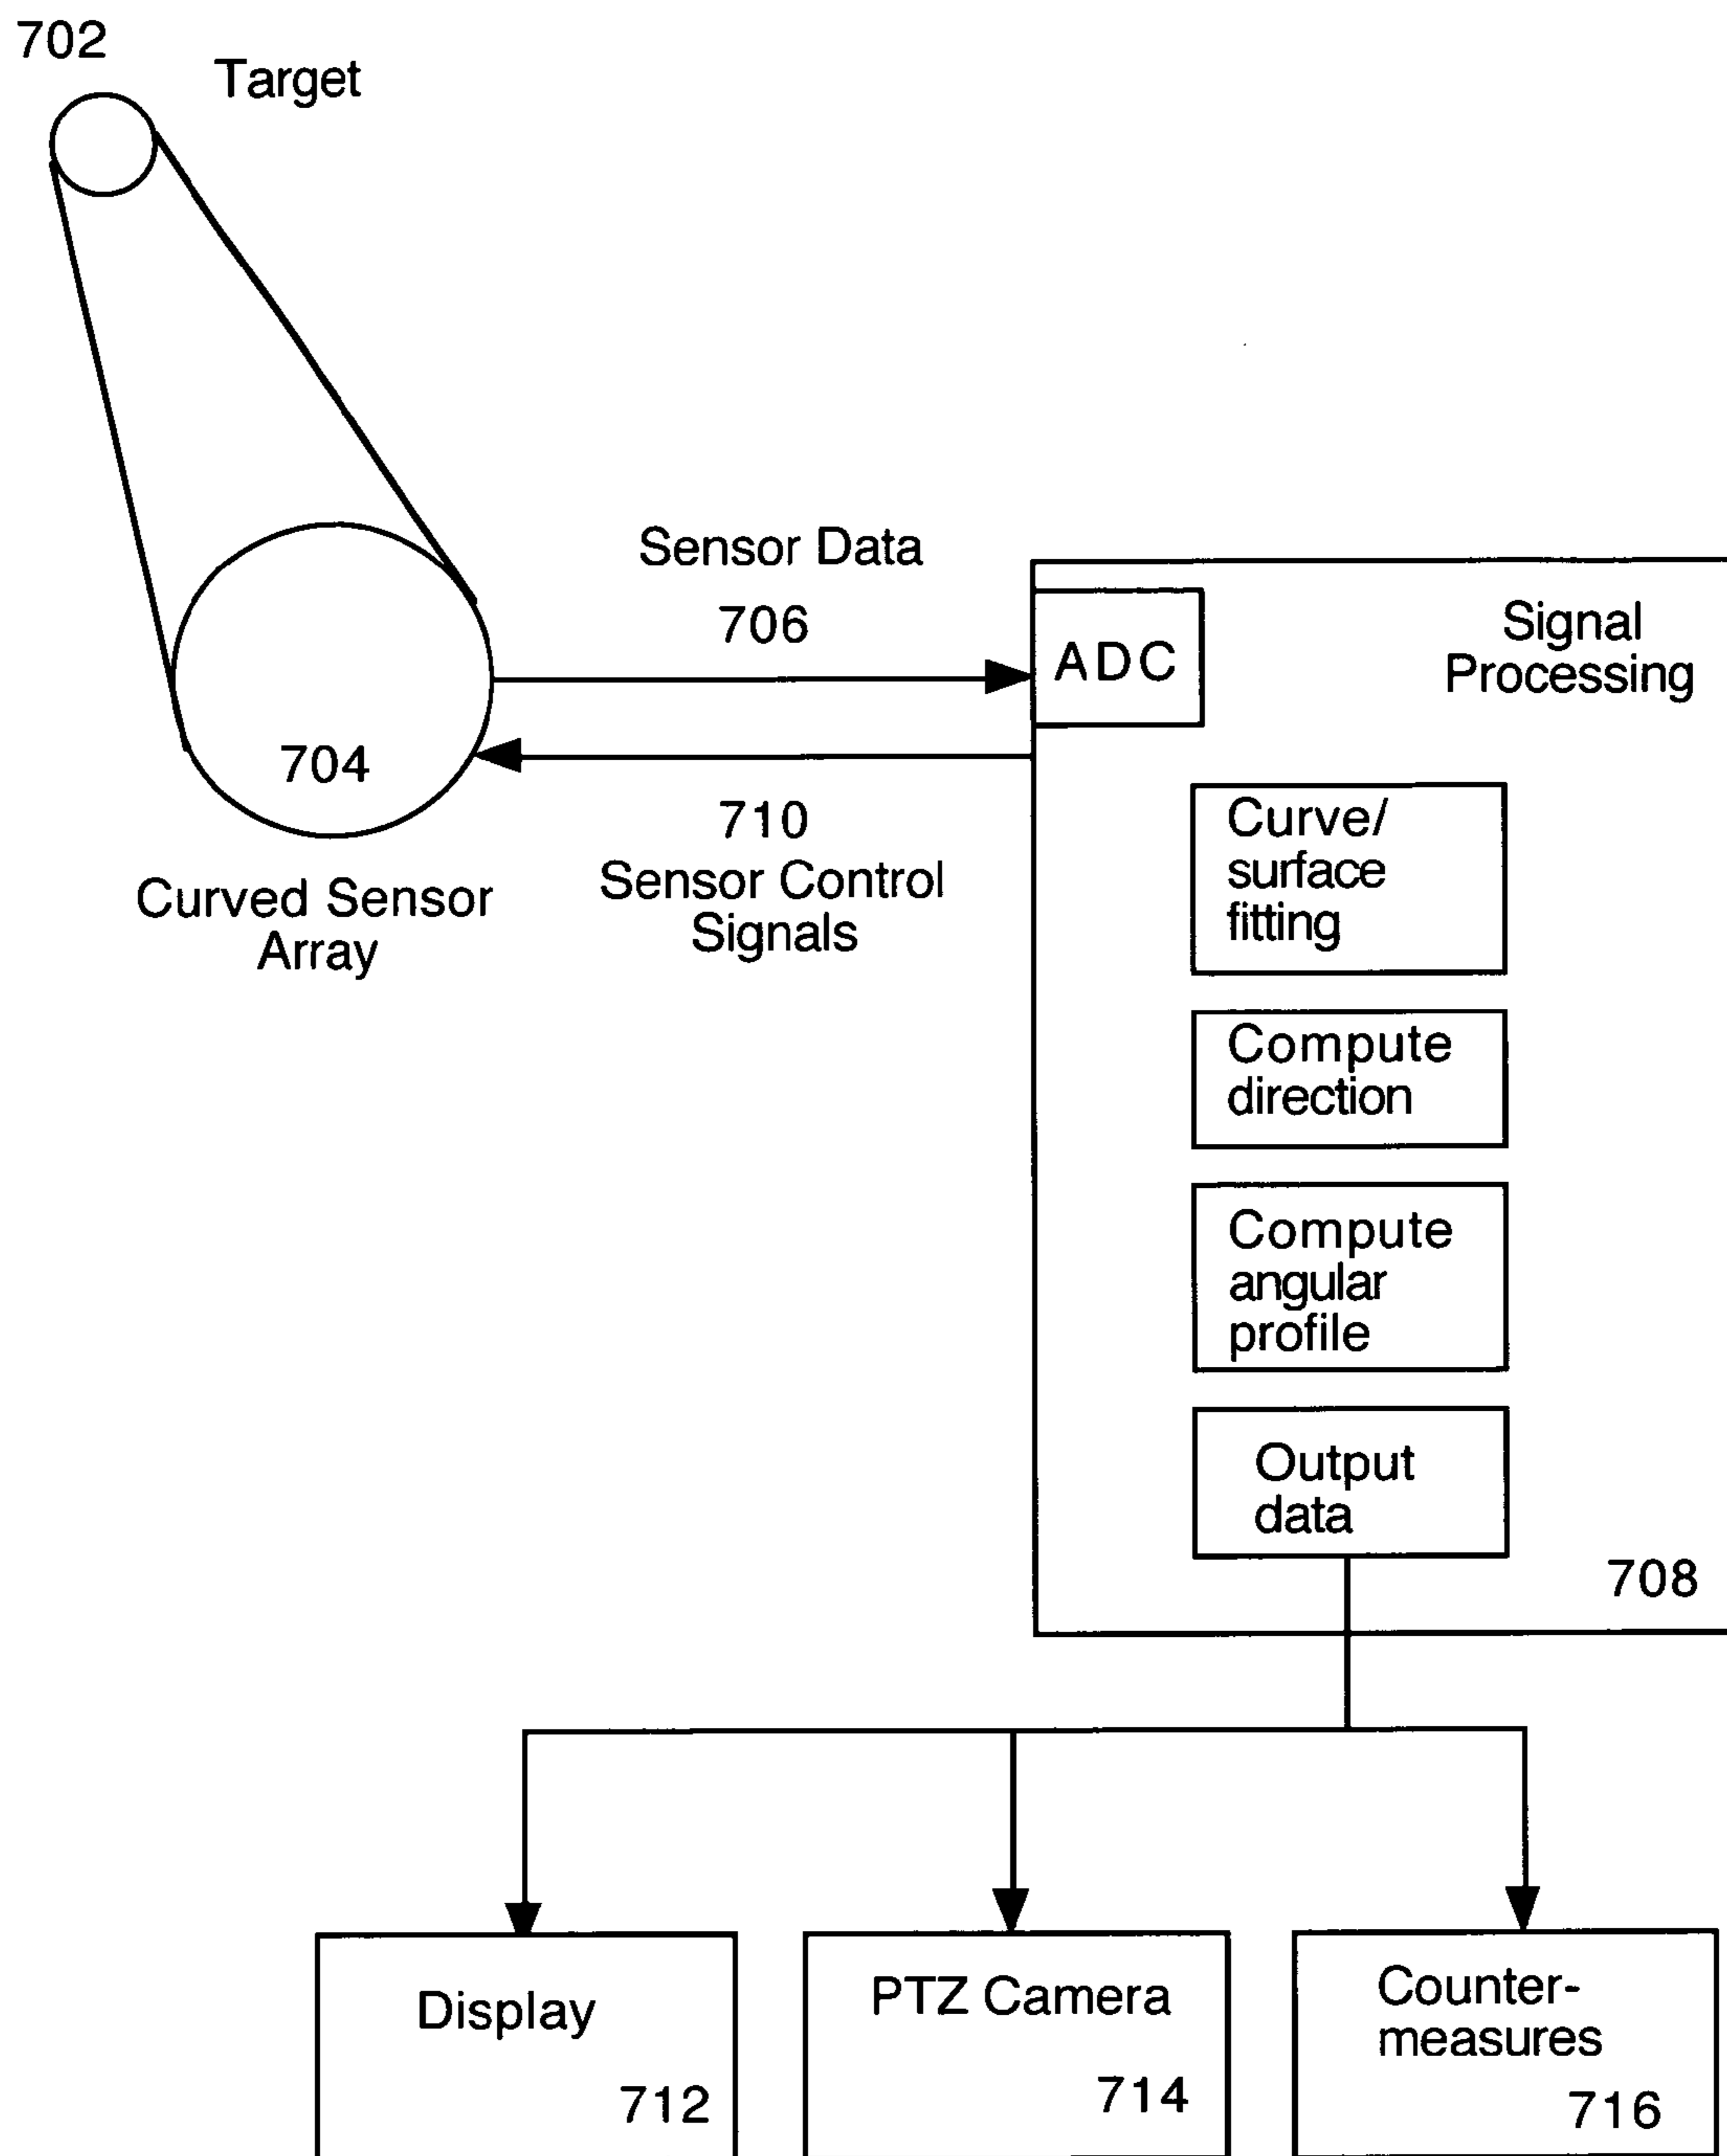 702
Target
Sensor Data
706
ADC
Signal
Processing
704
710
Sensor Control
Signals
Curved Sensor
Array
Curve/
surface
fitting
Compute
direction
Compute
angular
profile
Output
data
708
Display
712
PTZ Camera
714
Counter-
measures
716